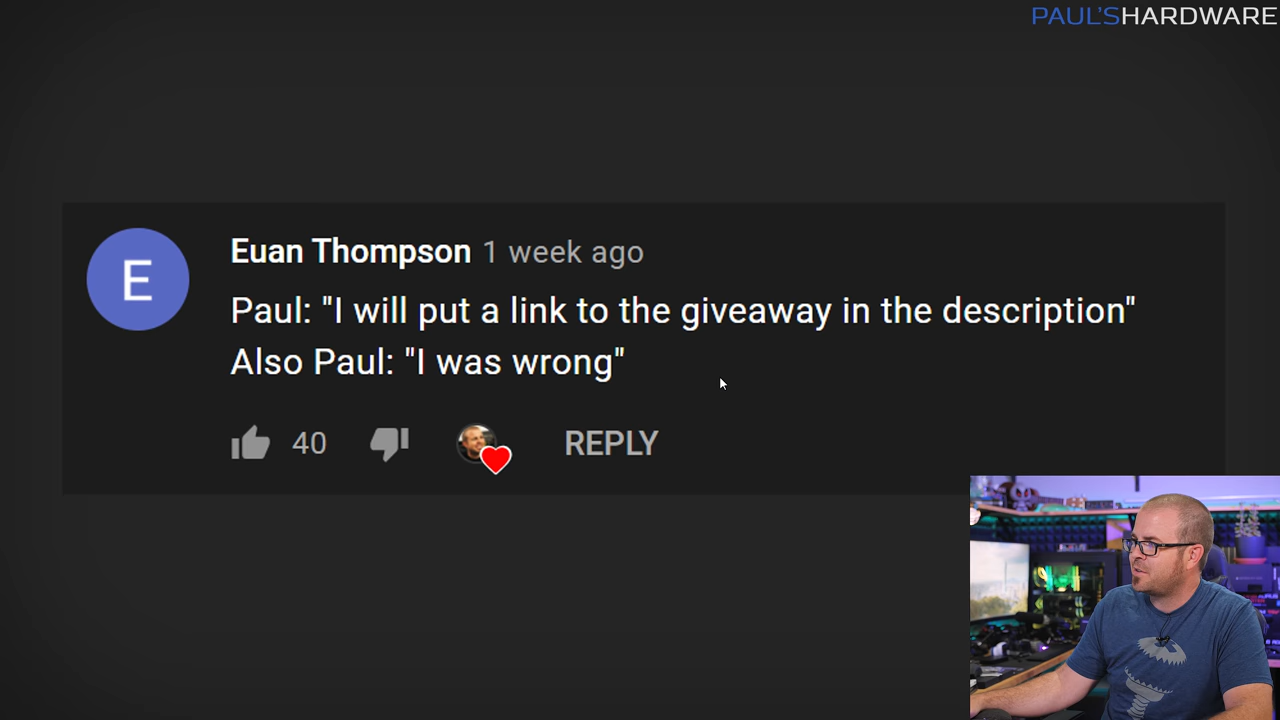 PAUL'SHARDWARE
E
Euan Thompson 1 week ago
Paul: "I will put a link to the giveaway in the description"
Also Paul: "I was wrong"
40 REPLY